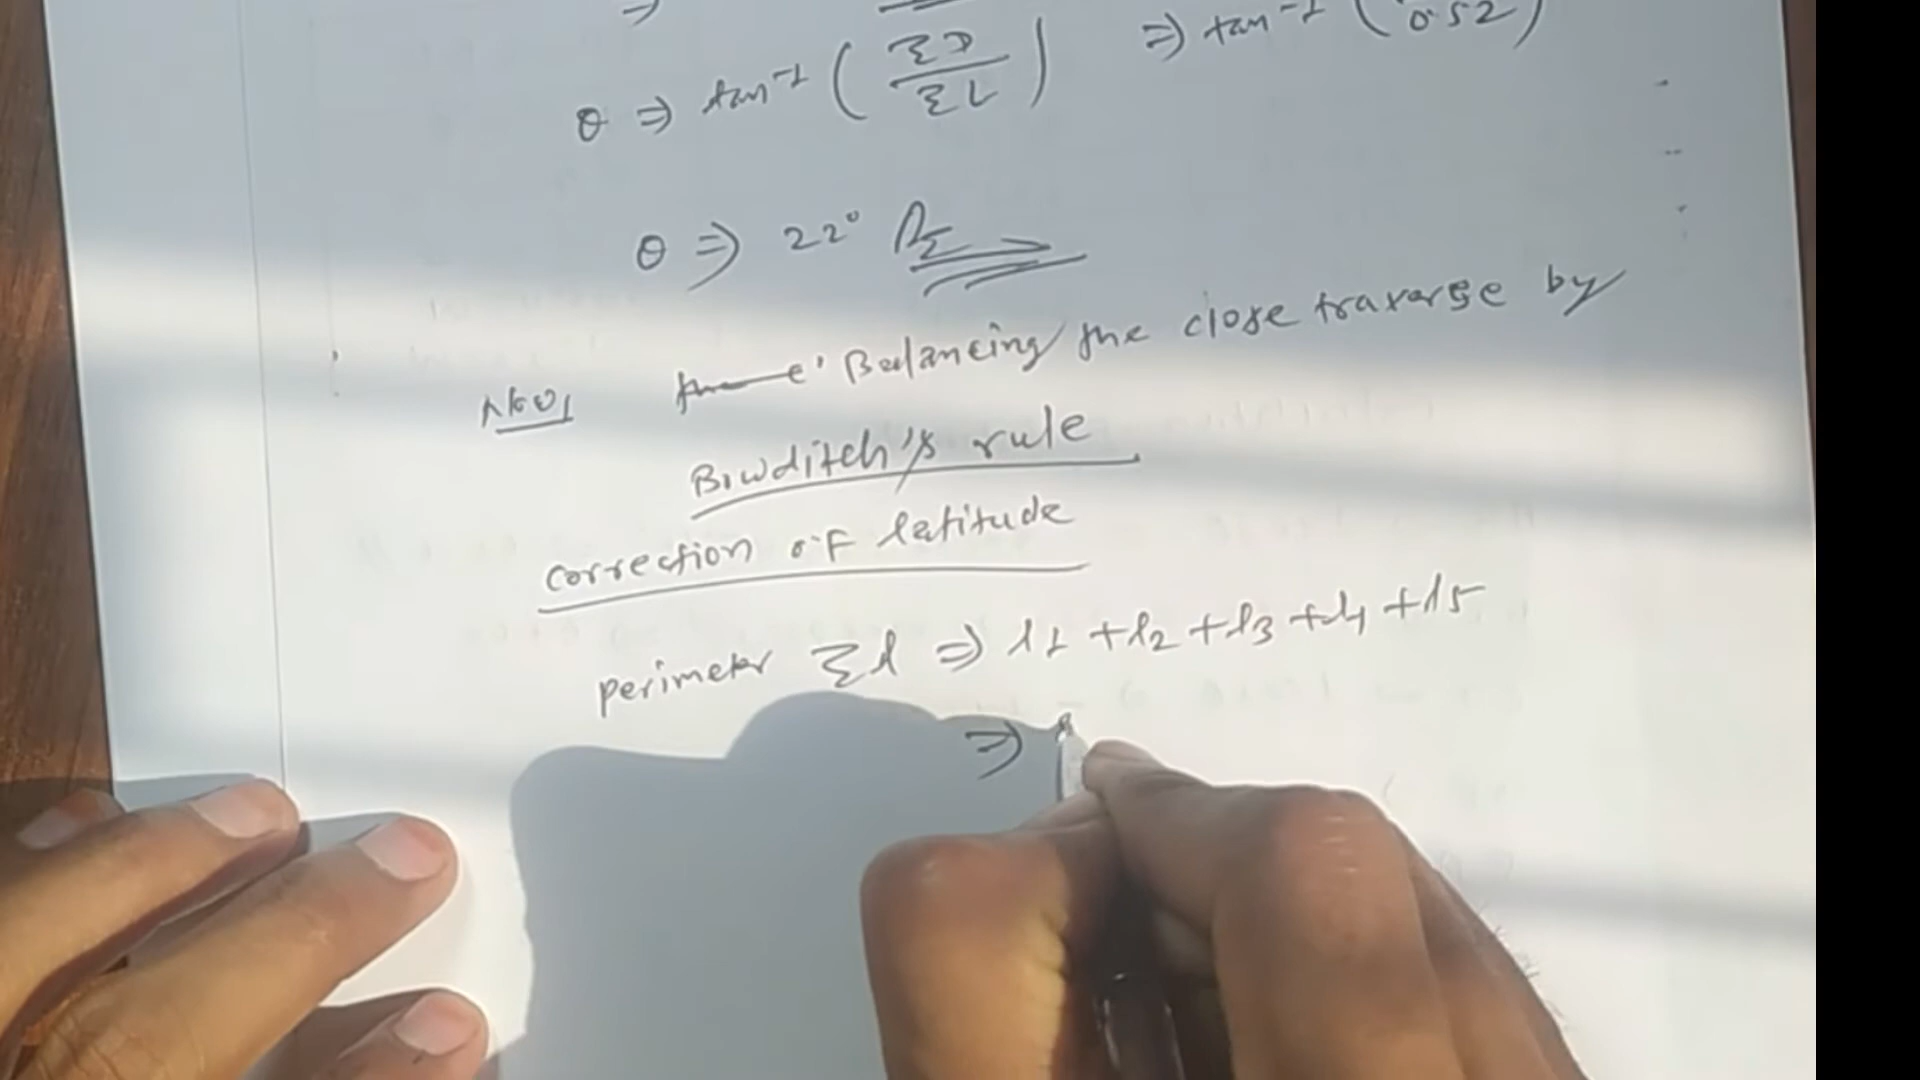 θ ⇒ tan⁻¹ (ΣD/ΣL) ⇒ tan⁻¹ ( 0.52)
θ ⇒ 22°
Balancing the close traverse by
Bowditch's rule
correction of latitude
perimeter Σl ⇒ l1 + l2 + l3 + l4 + l5
⇒